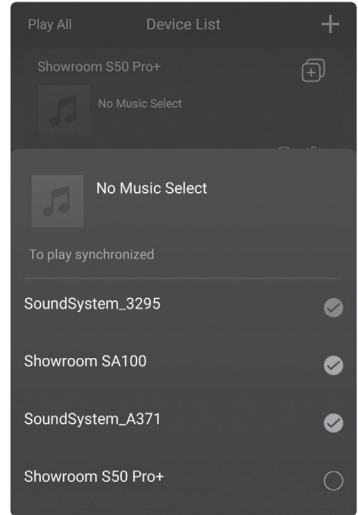 Play All
Device List
Showroom S50 Pro+
No Music Select
No Music Select
To play synchronized
SoundSystem_3295
Showroom SA100
SoundSystem_A371
Showroom S50 Pro+